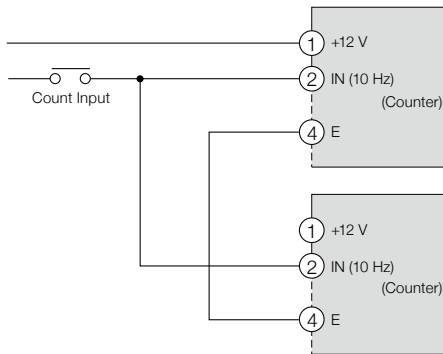 1 +12 V
2 IN (10 Hz)
Count Input
(Counter)
4 E
1 +12 V
2 IN (10 Hz)
(Counter)
4 E